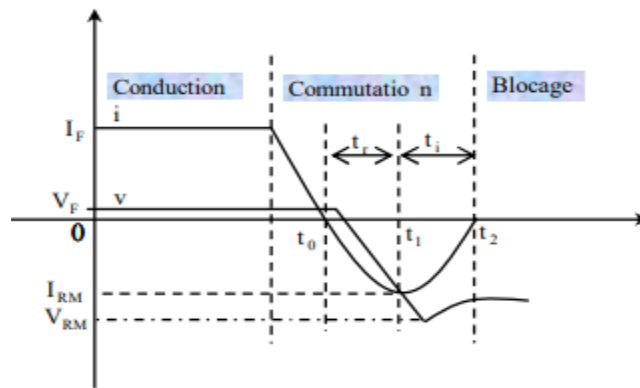 Conduction Commutatio n Blocage
i
I_F
t_r t_i
V_F v
0 t_0 t_1 t_2
I_RM
V_RM